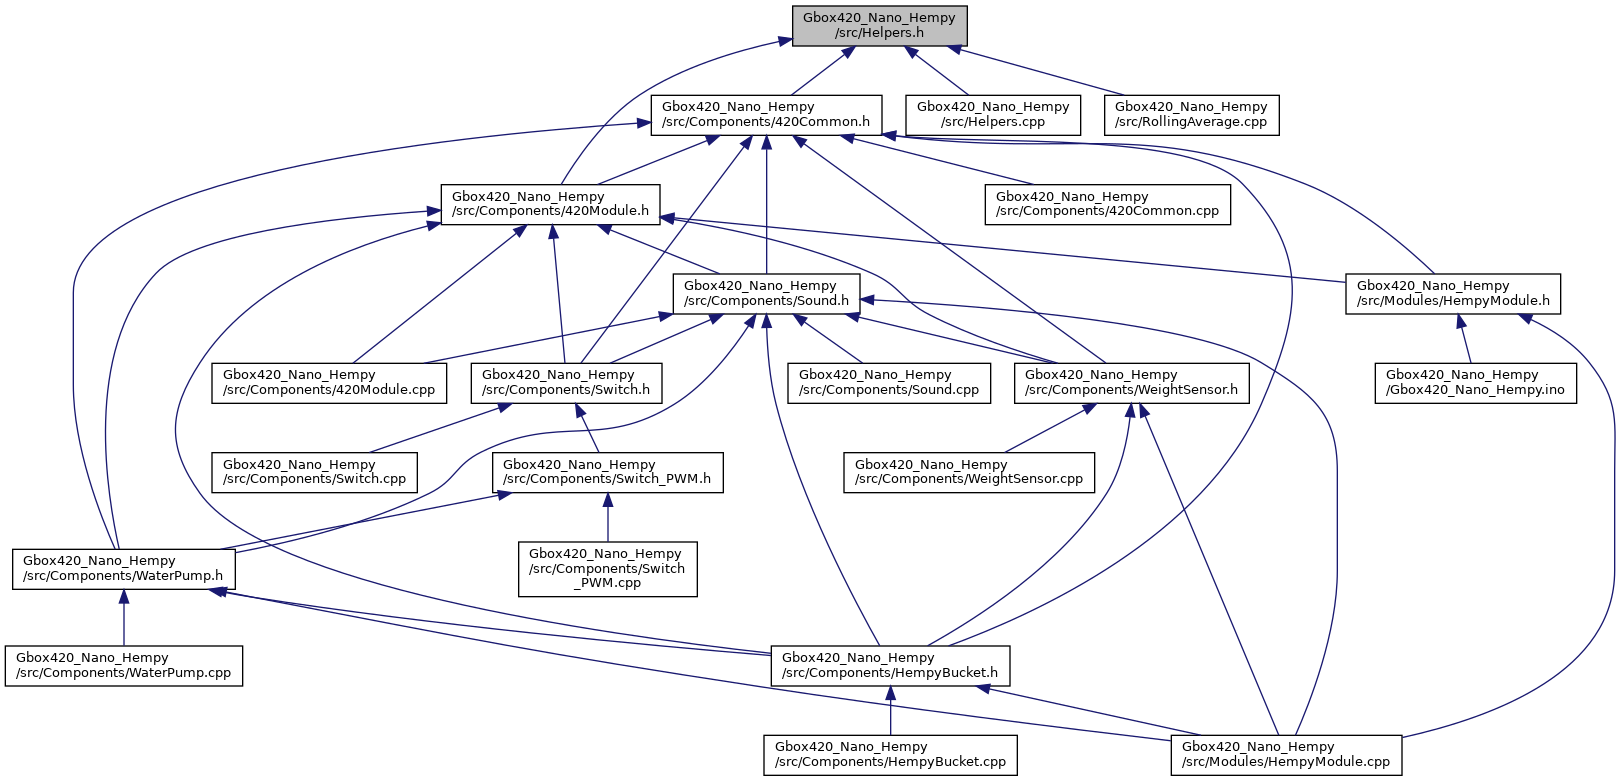 Gbox420_Nano_Hempy
/src/Helpers.h
Gbox420_Nano_Hempy
/src/Components/420Common.h
Gbox420_Nano_Hempy
/src/Helpers.cpp
Gbox420_Nano_Hempy
/src/RollingAverage.cpp
Gbox420_Nano_Hempy
/src/Components/420Module.h
Gbox420_Nano_Hempy
/src/Components/420Common.cpp
Gbox420_Nano_Hempy
/src/Components/Sound.h
Gbox420_Nano_Hempy
/src/Modules/HempyModule.h
Gbox420_Nano_Hempy
/src/Components/420Module.cpp
Gbox420_Nano_Hempy
/src/Components/Switch.h
Gbox420_Nano_Hempy
/src/Components/Sound.cpp
Gbox420_Nano_Hempy
/src/Components/WeightSensor.h
Gbox420_Nano_Hempy
/Gbox420_Nano_Hempy.ino
Gbox420_Nano_Hempy
/src/Components/Switch.cpp
Gbox420_Nano_Hempy
/src/Components/Switch_PWM.h
Gbox420_Nano_Hempy
/src/Components/WeightSensor.cpp
Gbox420_Nano_Hempy
/src/Components/WaterPump.h
Gbox420_Nano_Hempy
/src/Components/Switch
_PWM.cpp
Gbox420_Nano_Hempy
/src/Components/WaterPump.cpp
Gbox420_Nano_Hempy
/src/Components/HempyBucket.h
Gbox420_Nano_Hempy
/src/Components/HempyBucket.cpp
Gbox420_Nano_Hempy
/src/Modules/HempyModule.cpp